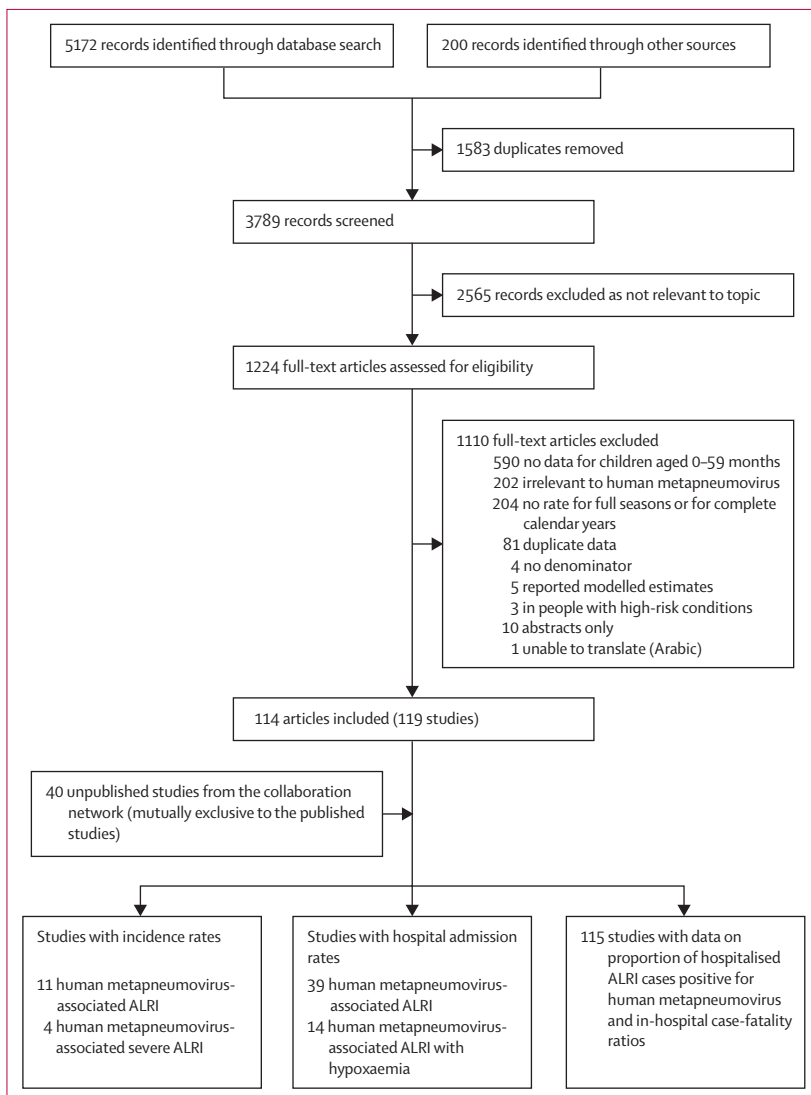 5172 records identified through database search
200 records identified through other sources
1583 duplicates removed
3789 records screened
2565 records excluded as not relevant to topic
1224 full-text articles assessed for eligibility
1110 full-text articles excluded
590 no data for children aged 0–59 months
202 irrelevant to human metapneumovirus
204 no rate for full seasons or for complete
calendar years
81 duplicate data
4 no denominator
5 reported modelled estimates
3 in people with high-risk conditions
10 abstracts only
1 unable to translate (Arabic)
114 articles included (119 studies)
40 unpublished studies from the collaboration
network (mutually exclusive to the published
studies)
Studies with incidence rates
11 human metapneumovirus-
associated ALRI
4 human metapneumovirus-
associated severe ALRI
Studies with hospital admission
rates
39 human metapneumovirus-
associated ALRI
14 human metapneumovirus-
associated ALRI with
hypoxaemia
115 studies with data on
proportion of hospitalised
ALRI cases positive for
human metapneumovirus
and in-hospital case-fatality
ratios